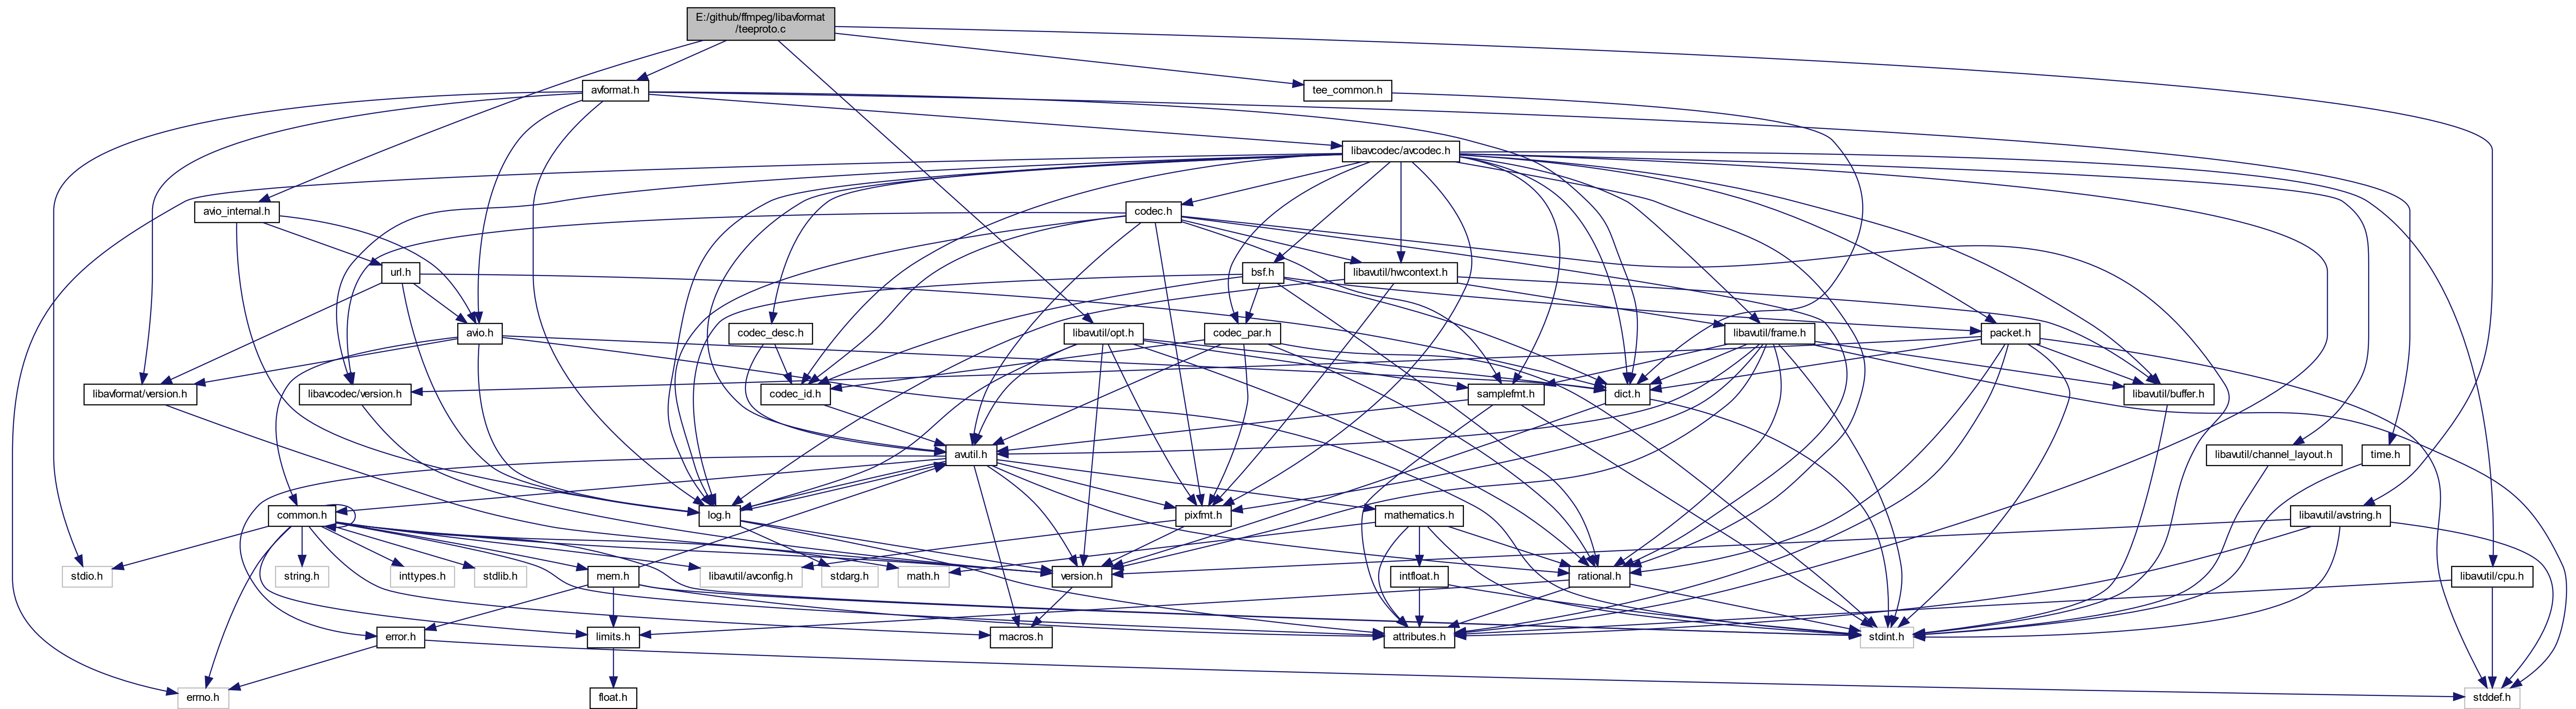 E:/github/ffmpeg/libavformat
/teeproto.c
avformat.h
tee_common.h
libavcodec/avcodec.h
avio_internal.h
codec.h
url.h
bsf.h
libavutil/hwcontext.h
avio.h
codec_desc.h
libavutil/opt.h
codec_par.h
libavutil/frame.h
packet.h
libavformat/version.h
libavcodec/version.h
codec_id.h
samplefmt.h
dict.h
libavutil/buffer.h
avutil.h
libavutil/channel_layout.h
time.h
common.h
log.h
pixfmt.h
mathematics.h
libavutil/avstring.h
stdio.h
string.h
inttypes.h
stdlib.h
mem.h
libavutil/avconfig.h
stdarg.h
math.h
version.h
intfloat.h
rational.h
libavutil/cpu.h
error.h
limits.h
macros.h
attributes.h
stdint.h
errno.h
float.h
stddef.h